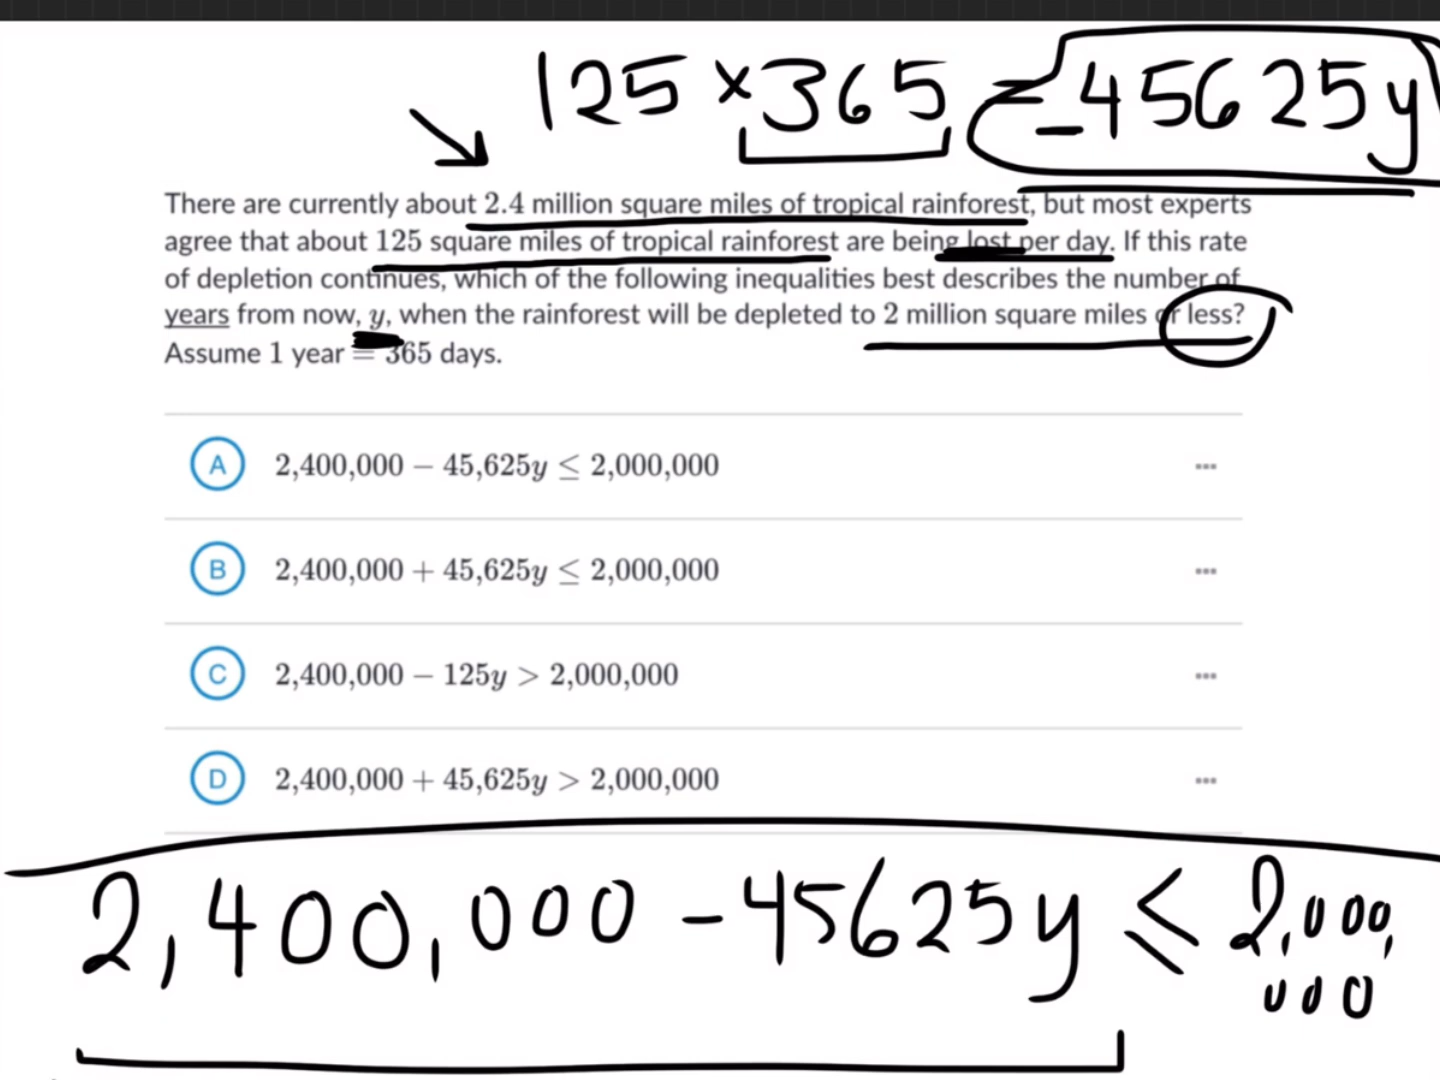 125 × 365 = -45625y
There are currently about 2.4 million square miles of tropical rainforest, but most experts
agree that about 125 square miles of tropical rainforest are being lost per day. If this rate
of depletion continues, which of the following inequalities best describes the number of
years from now, y, when the rainforest will be depleted to 2 million square miles or less?
Assume 1 year = 365 days.
A 2,400,000 − 45,625y ≤ 2,000,000
B 2,400,000 + 45,625y ≤ 2,000,000
C 2,400,000 − 125y > 2,000,000
D 2,400,000 + 45,625y > 2,000,000
2,400,000 - 45625y ≤ 2,000,
000